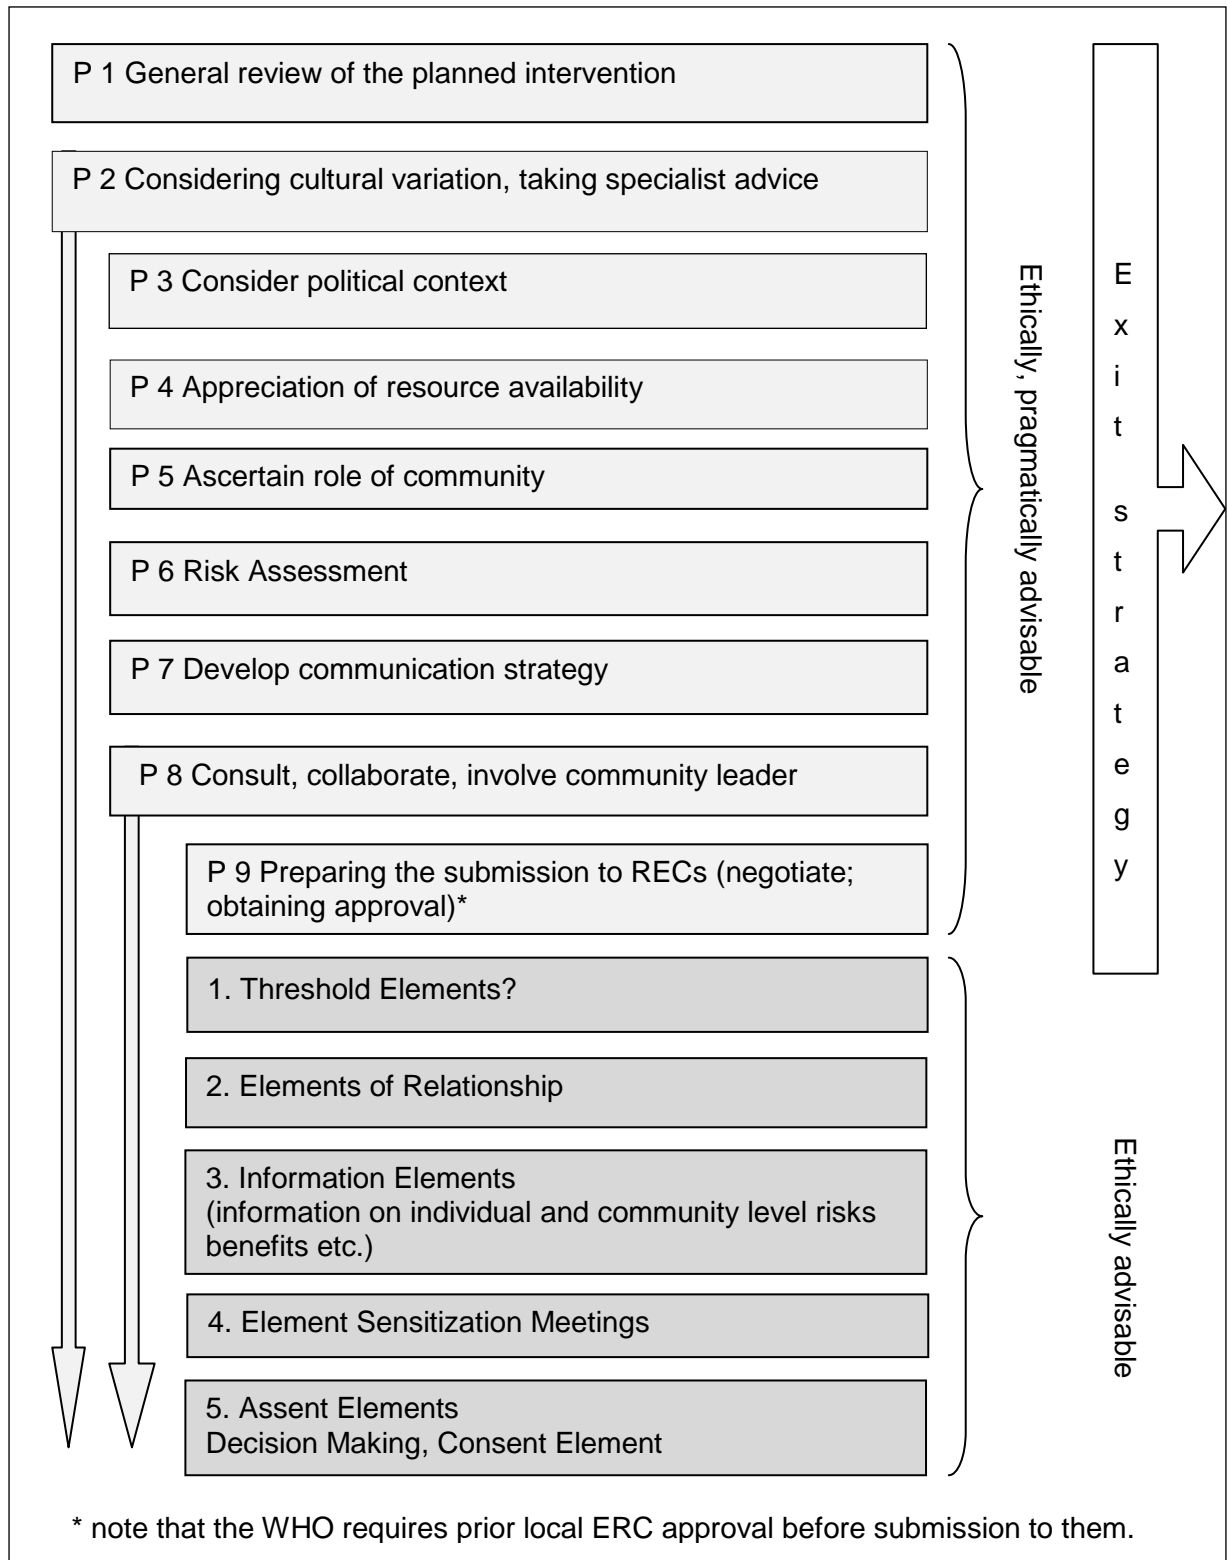 P 1 General review of the planned intervention
P 2 Considering cultural variation, taking specialist advice
P 3 Consider political context
P 4 Appreciation of resource availability
P 5 Ascertain role of community
P 6 Risk Assessment
P 7 Develop communication strategy
P 8 Consult, collaborate, involve community leader
P 9 Preparing the submission to RECs (negotiate;
obtaining approval)*
1. Threshold Elements?
2. Elements of Relationship
3. Information Elements
(information on individual and community level risks
benefits etc.)
4. Element Sensitization Meetings
5. Assent Elements
Decision Making, Consent Element
Ethically, pragmatically advisable
Ethically advisable
Exit strategy
* note that the WHO requires prior local ERC approval before submission to them.